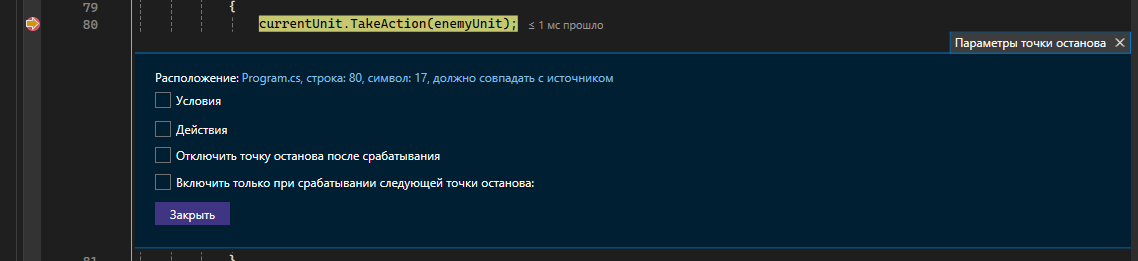 79 {
80 currentUnit.TakeAction(enemyUnit); ≤ 1 мс прошло
Параметры точки останова
Расположение: Program.cs, строка: 80, символ: 17, должно совпадать с источником
Условия
Действия
Отключить точку останова после срабатывания
Включить только при срабатывании следующей точки останова:
Закрыть
81 }